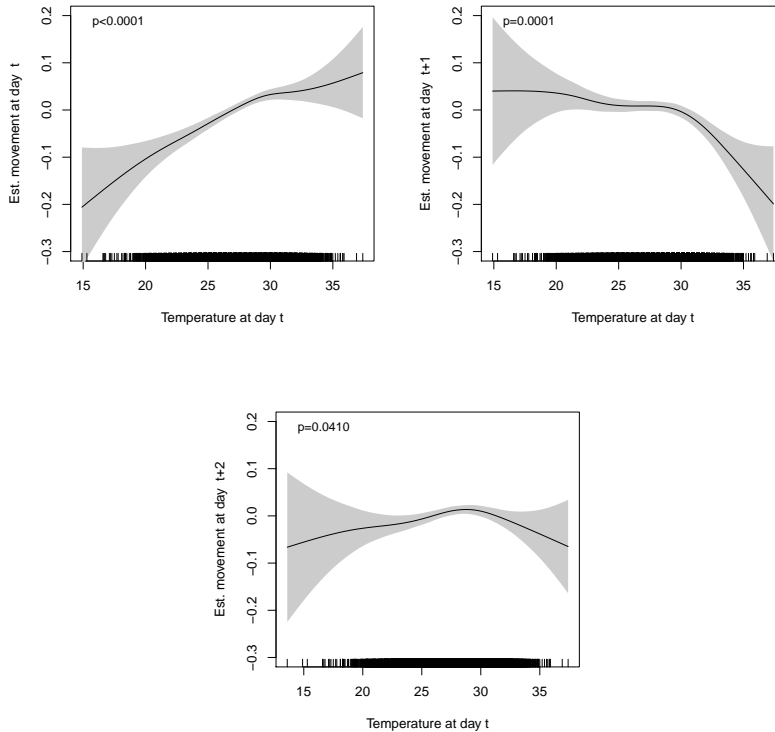 p<0.0001
Est. movement at day t
0.2
0.1
0.0
−0.1
−0.2
−0.3
15 20 25 30 35
Temperature at day t
p=0.0001
Est. movement at day t+1
0.2
0.1
0.0
−0.1
−0.2
−0.3
15 20 25 30 35
Temperature at day t
p=0.0410
Est. movement at day t+2
0.2
0.1
0.0
−0.1
−0.2
−0.3
15 20 25 30 35
Temperature at day t